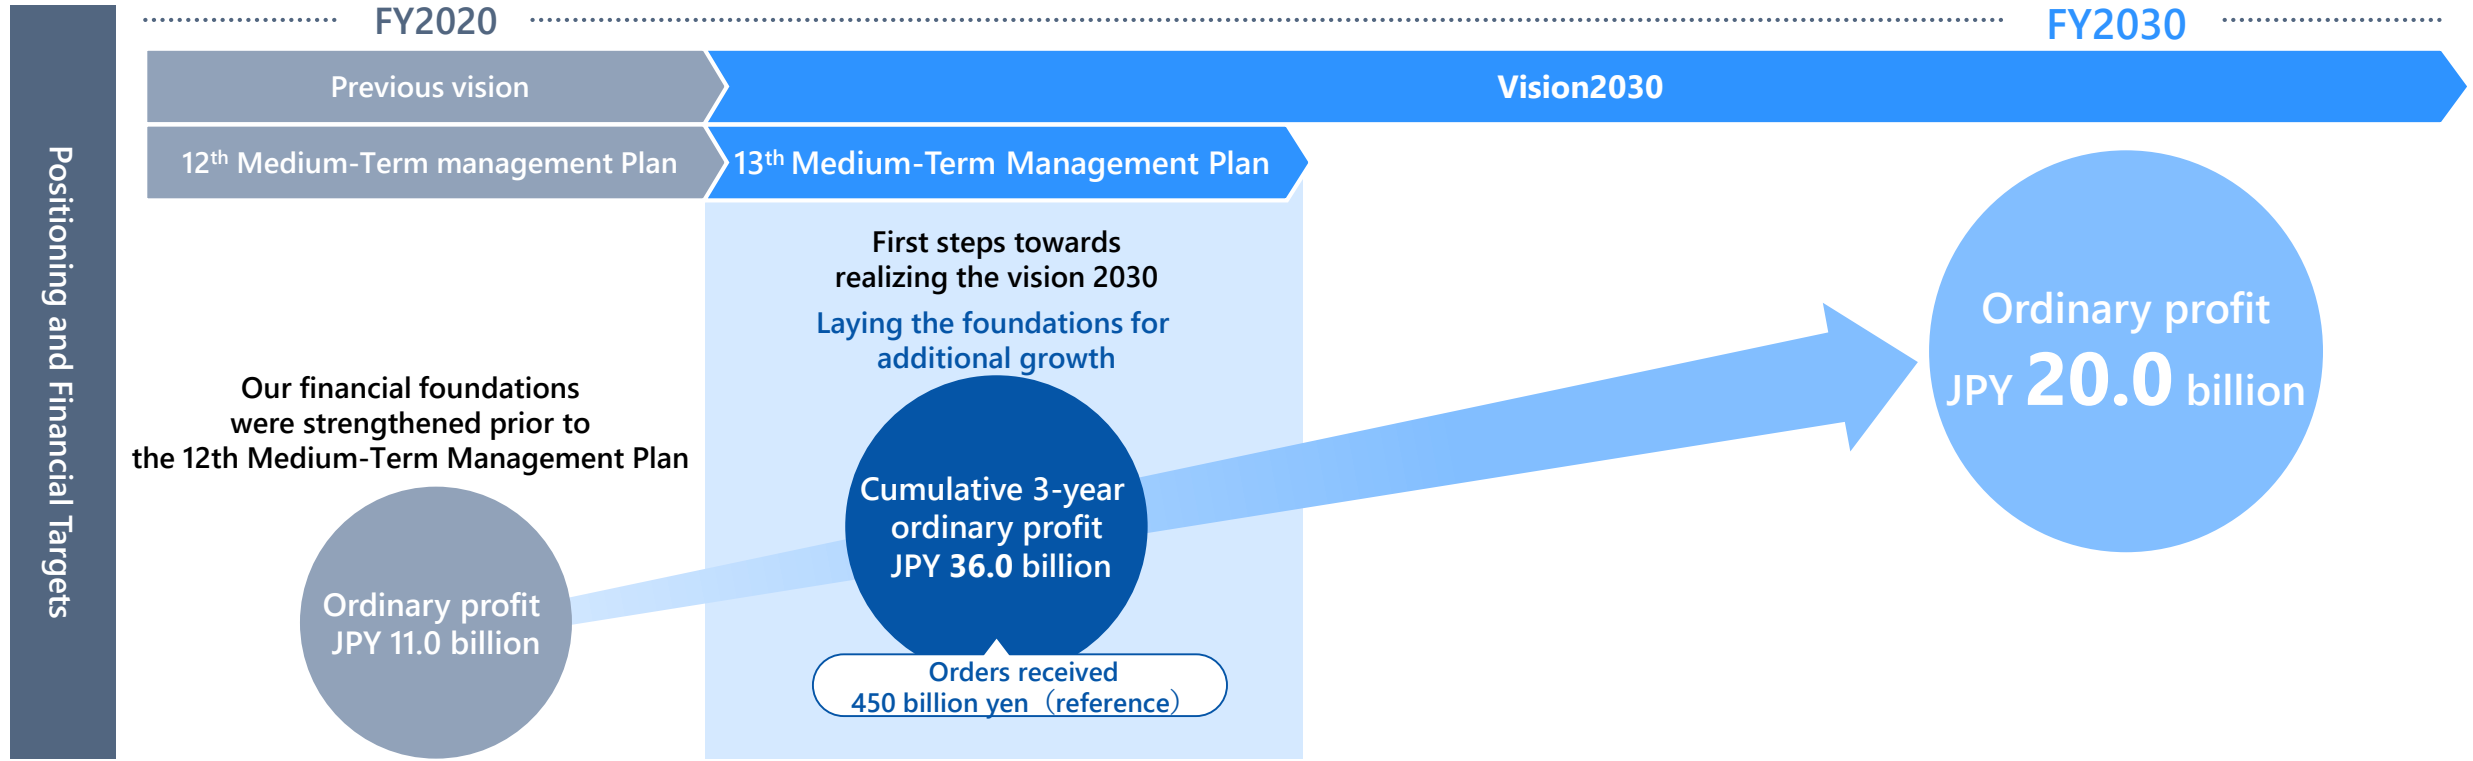 FY2020
FY2030
Previous vision
Vision2030
12th Medium-Term management Plan
13th Medium-Term Management Plan
Positioning and Financial Targets
First steps towards
realizing the vision 2030
Laying the foundations for
additional growth
Our financial foundations
were strengthened prior to
the 12th Medium-Term Management Plan
Ordinary profit
JPY 11.0 billion
Cumulative 3-year
ordinary profit
JPY 36.0 billion
Orders received
450 billion yen（reference）
Ordinary profit
JPY 20.0 billion